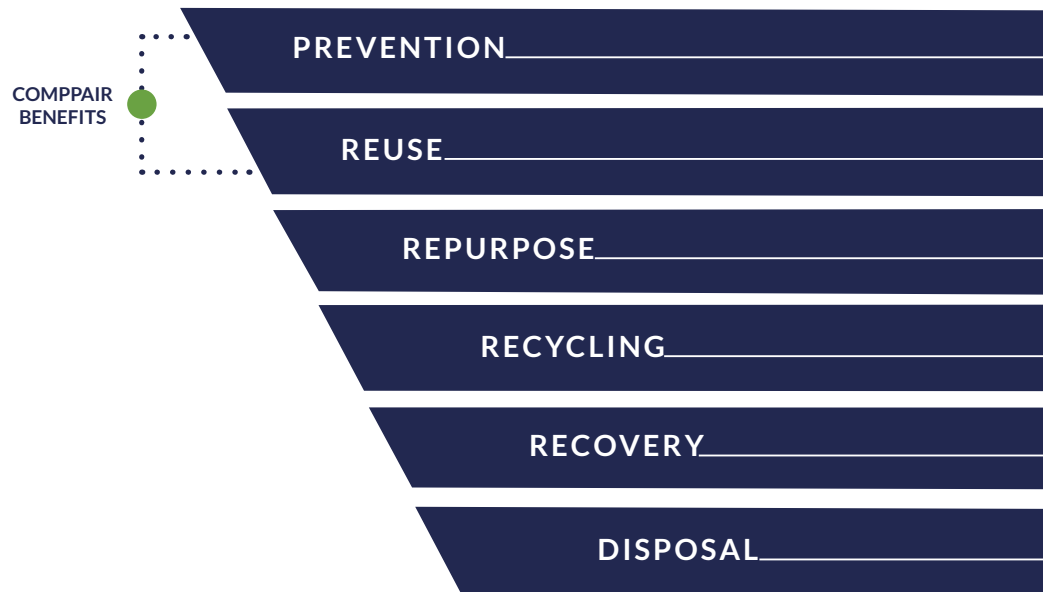 PREVENTION
COMPPAIR
BENEFITS
REUSE
REPURPOSE
RECYCLING
RECOVERY
DISPOSAL